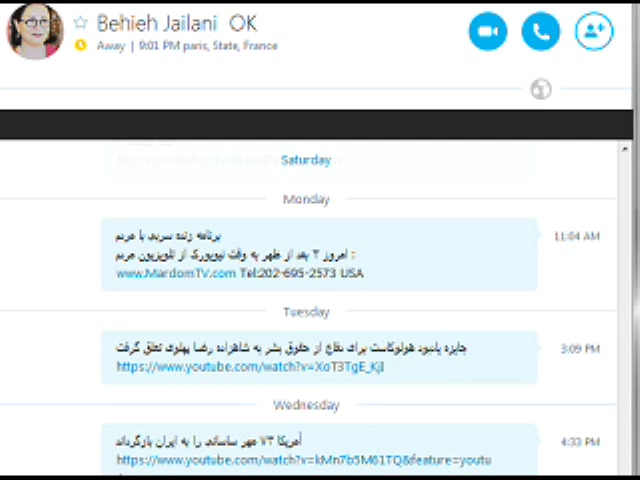 Behieh Jailani OK
Away | 9:01 PM paris, State, France
Saturday
Monday
برنامه زنده سربی با مردم
11:04 AM
امروز ۲ بعد از ظهر به وقت نیویورک از تلویزیون مردم :
www.MardomTV.com Tel:202-695-2573 USA
Tuesday
جایزه یادبود هولوکاست برای دفاع از حقوق بشر به شاهزاده رضا پهلوی تعلق گرفت
3:09 PM
https://www.youtube.com/watch?v=XoT3TgE_KjI
Wednesday
آمریکا ۷۳ مهر ساسانی را به ایران بازگرداند
4:33 PM
https://www.youtube.com/watch?v=kMn7b5M61TQ&feature=youtu